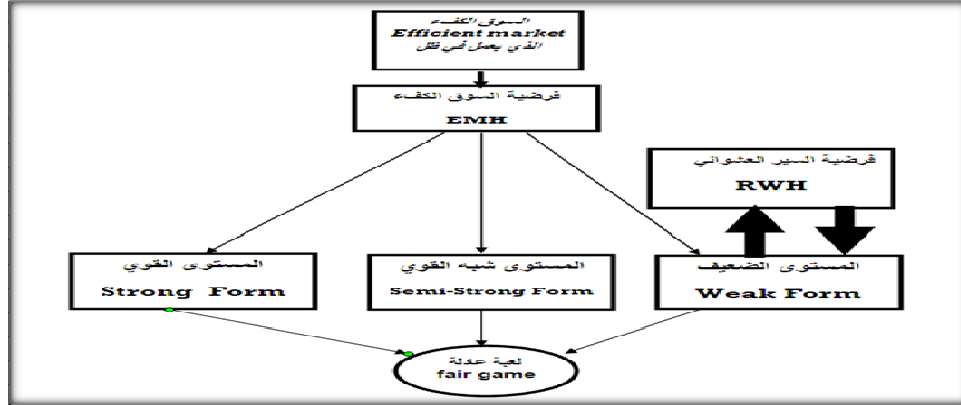 السوق الكفء
Efficient market
الذي يعمل في ظل
فرضية السوق الكفء
EMH
فرضية السير العشوائي
RWH
المستوى القوي
Strong Form
المستوى شبه القوي
Semi-Strong Form
المستوى الضعيف
Weak Form
لعبة عدلة
fair game